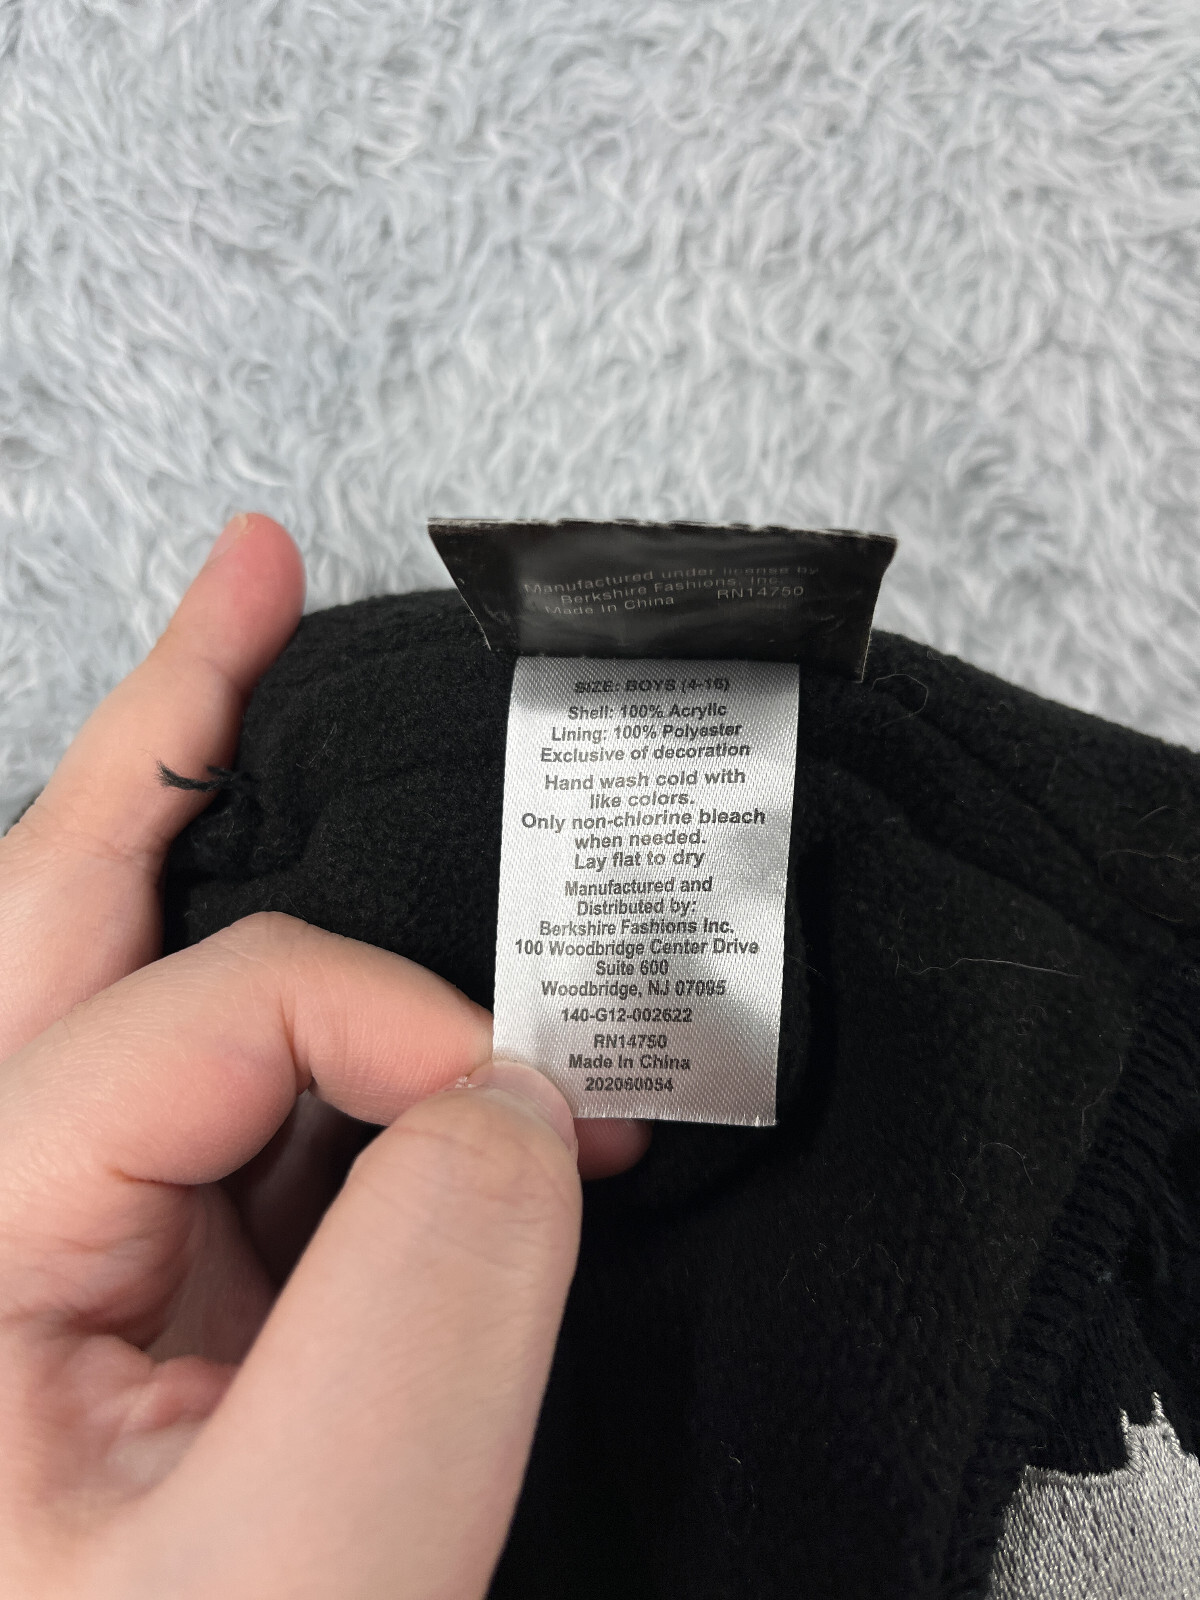 Manufactured under license by
Berkshire Fashions, Inc.
Made In China RN14750
SIZE: BOYS (4-16)
Shell: 100% Acrylic
Lining: 100% Polyester
Exclusive of decoration
Hand wash cold with
like colors.
Only non-chlorine bleach
when needed.
Lay flat to dry
Manufactured and
Distributed by:
Berkshire Fashions Inc.
100 Woodbridge Center Drive
Suite 600
Woodbridge, NJ 07095
140-G12-002622
RN14750
Made In China
202060054